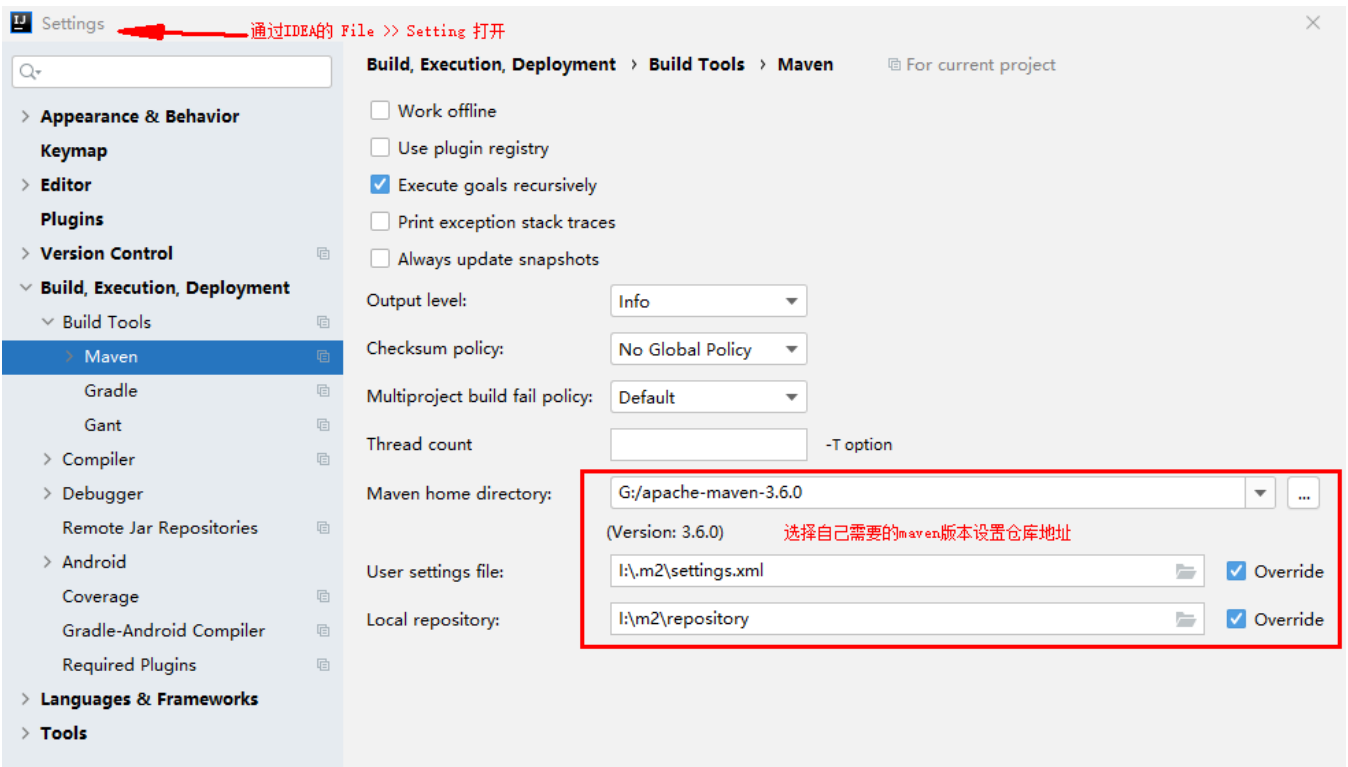 Settings
通过IDEA的 File >> Setting 打开
Build, Execution, Deployment › Build Tools › Maven
For current project
Appearance & Behavior
Keymap
Editor
Plugins
Version Control
Build, Execution, Deployment
Build Tools
Maven
Gradle
Gant
Compiler
Debugger
Remote Jar Repositories
Android
Coverage
Gradle-Android Compiler
Required Plugins
Languages & Frameworks
Tools
Work offline
Use plugin registry
Execute goals recursively
Print exception stack traces
Always update snapshots
Output level: Info
Checksum policy: No Global Policy
Multiproject build fail policy: Default
Thread count -T option
Maven home directory: G:/apache-maven-3.6.0 ...
(Version: 3.6.0) 选择自己需要的maven版本设置仓库地址
User settings file: I:\.m2\settings.xml Override
Local repository: I:\m2\repository Override